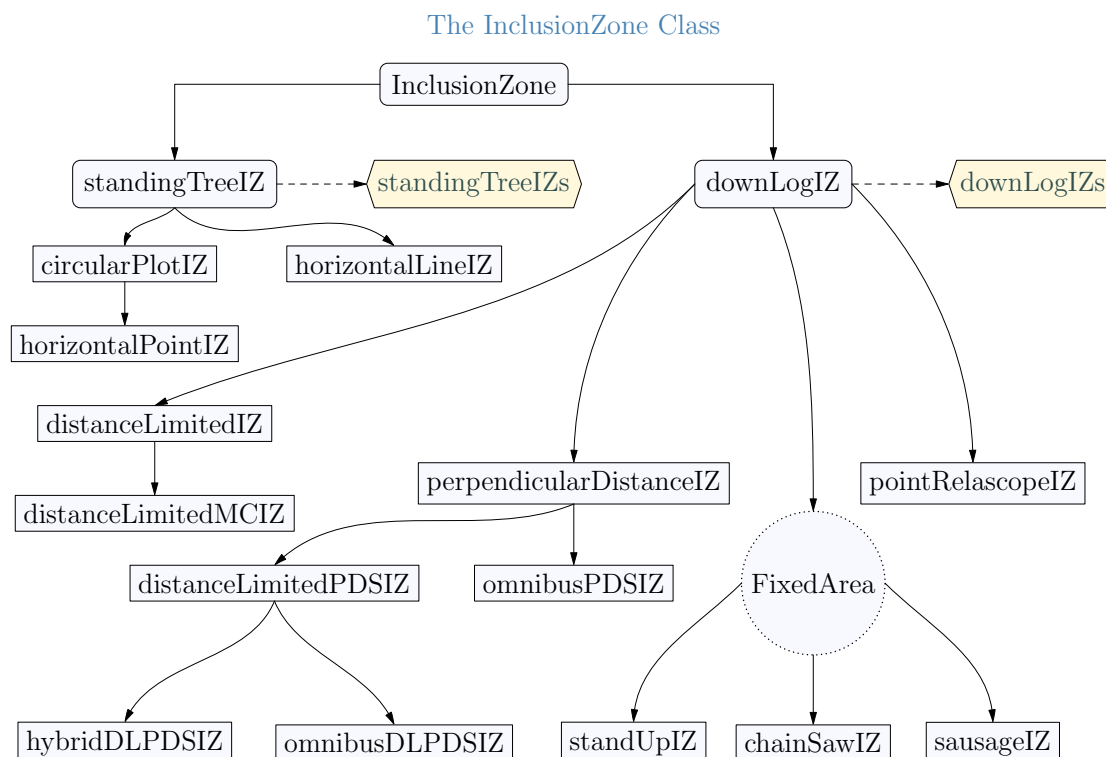 The InclusionZone Class
InclusionZone
standingTreeIZ
standingTreeIZs
downLogIZ
downLogIZs
circularPlotIZ
horizontalLineIZ
horizontalPointIZ
distanceLimitedIZ
perpendicularDistanceIZ
pointRelascopeIZ
distanceLimitedMCIZ
distanceLimitedPDSIZ
omnibusPDSIZ
FixedArea
hybridDLPDSIZ
omnibusDLPDSIZ
standUpIZ
chainSawIZ
sausageIZ